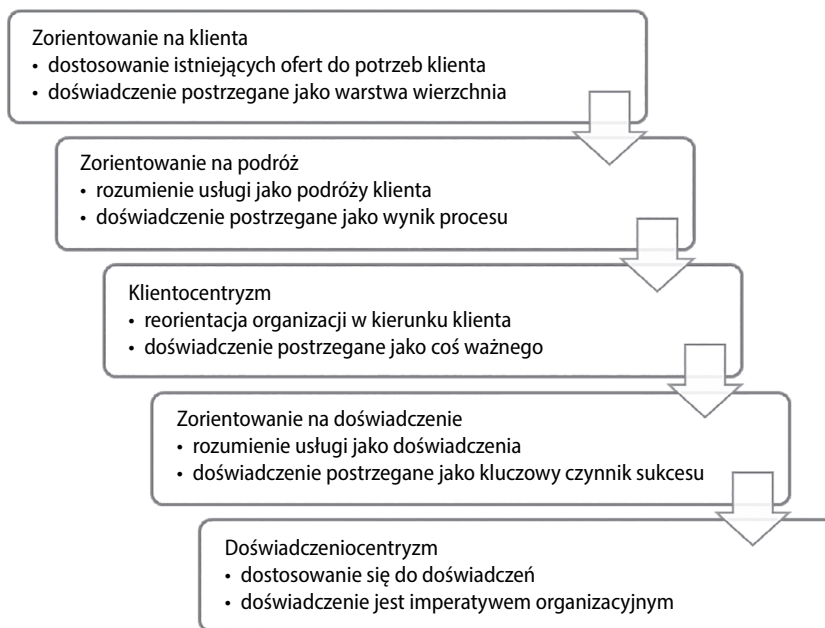 Zorientowanie na klienta
• dostosowanie istniejących ofert do potrzeb klienta
• doświadczenie postrzegane jako warstwa wierzchnia
Zorientowanie na podróż
• rozumienie usługi jako podróży klienta
• doświadczenie postrzegane jako wynik procesu
Klientocentryzm
• reorientacja organizacji w kierunku klienta
• doświadczenie postrzegane jako coś ważnego
Zorientowanie na doświadczenie
• rozumienie usługi jako doświadczenia
• doświadczenie postrzegane jako kluczowy czynnik sukcesu
Doświadczeniocentryzm
• dostosowanie się do doświadczeń
• doświadczenie jest imperatywem organizacyjnym